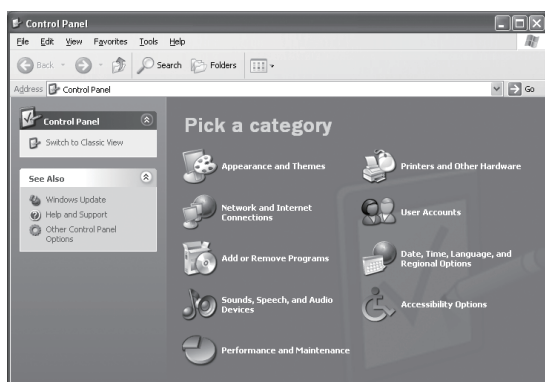 Control Panel
File Edit View Favorites Tools Help
Back Search Folders
Address Control Panel Go
Control Panel
Switch to Classic View
See Also
Windows Update
Help and Support
Other Control Panel
Options
Pick a category
Appearance and Themes
Printers and Other Hardware
Network and Internet
Connections
User Accounts
Add or Remove Programs
Date, Time, Language, and
Regional Options
Sounds, Speech, and Audio
Devices
Accessibility Options
Performance and Maintenance